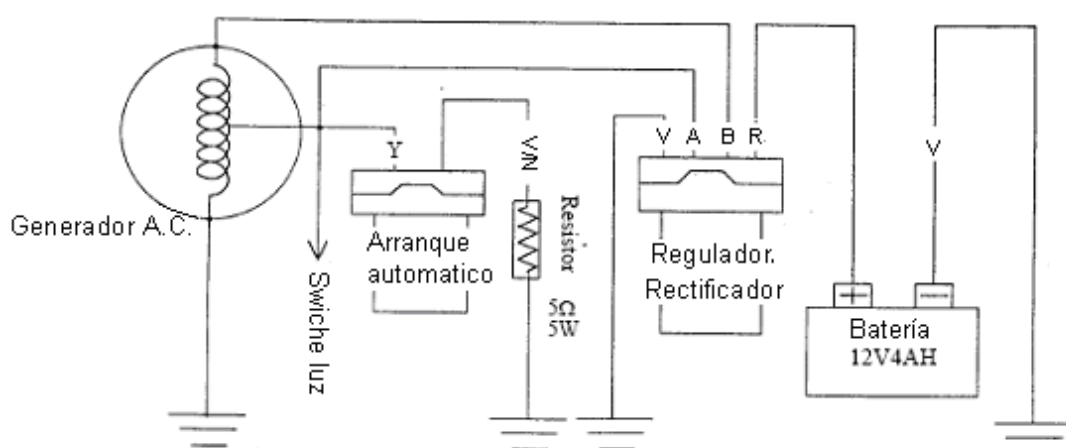 Generador A.C.
Swiche luz
Y
Arranque
automatico
V/N
Resistor
5Ω
5W
V A B R
Regulador.
Rectificador
+
−
Batería
12V4AH
V